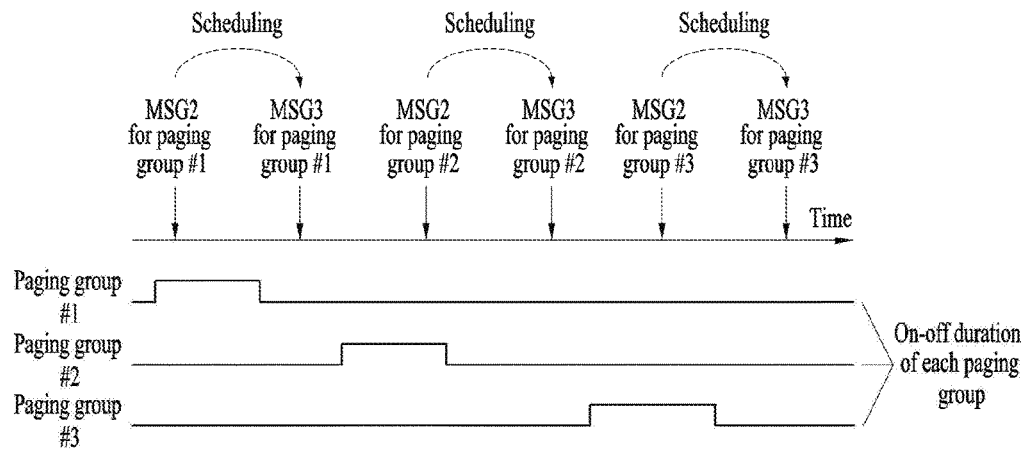 Scheduling
Scheduling
Scheduling
MSG2
for paging
group #1
MSG3
for paging
group #1
MSG2
for paging
group #2
MSG3
for paging
group #2
MSG2
for paging
group #3
MSG3
for paging
group #3
Time
Paging group
#1
Paging group
#2
Paging group
#3
On-off duration
of each paging
group